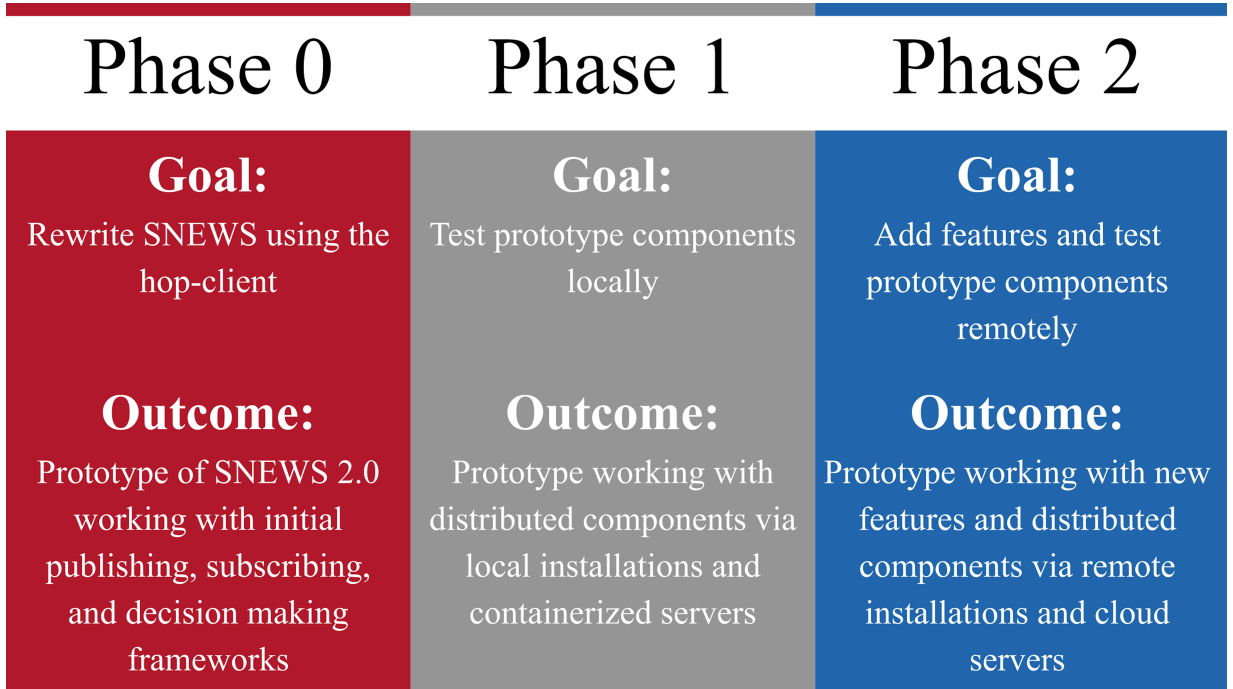 Phase 0
Goal:
Rewrite SNEWS using the
hop-client
Outcome:
Prototype of SNEWS 2.0
working with initial
publishing, subscribing,
and decision making
frameworks
Phase 1
Goal:
Test prototype components
locally
Outcome:
Prototype working with
distributed components via
local installations and
containerized servers
Phase 2
Goal:
Add features and test
prototype components
remotely
Outcome:
Prototype working with new
features and distributed
components via remote
installations and cloud
servers